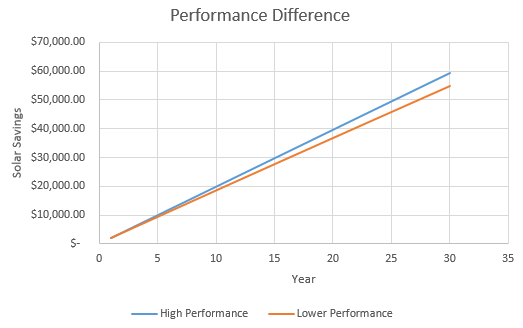 Performance Difference
$70,000.00
$60,000.00
$50,000.00
$40,000.00
$30,000.00
$20,000.00
$10,000.00
$-
Solar Savings
0 5 10 15 20 25 30 35
Year
High Performance Lower Performance